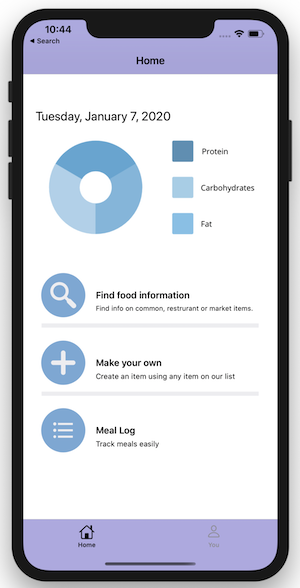 10:44
Search
Home
Tuesday, January 7, 2020
Protein
Carbohydrates
Fat
Find food information
Find info on common, restrurant or market items.
Make your own
Create an item using any item on our list
Meal Log
Track meals easily
Home
You